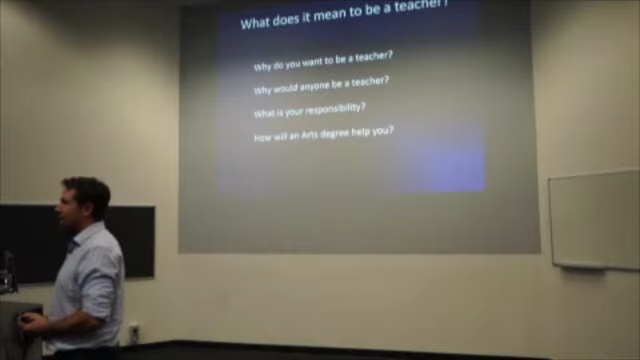 What does it mean to be a teacher?
Why do you want to be a teacher?
Why would anyone be a teacher?
What is your responsibility?
How will an Arts degree help you?